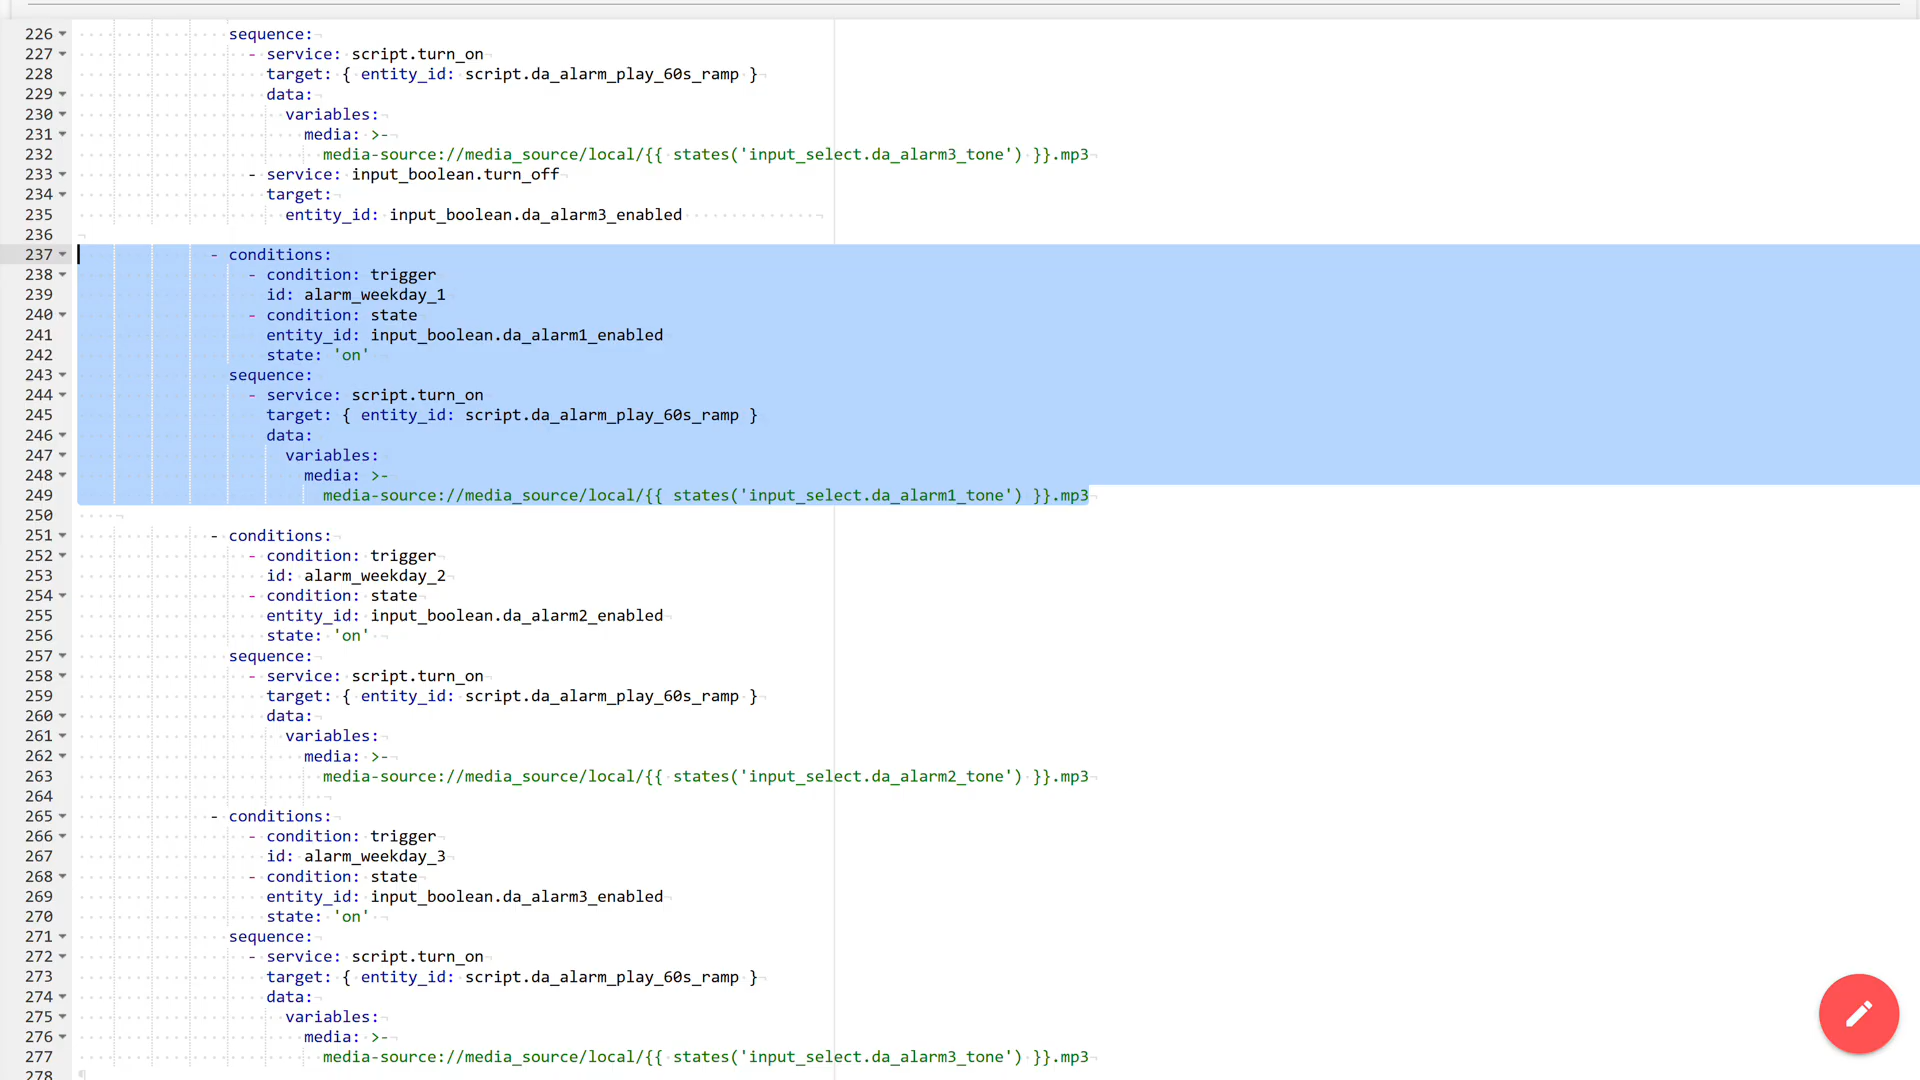 226 sequence:
227 - service: script.turn_on
228 target: { entity_id: script.da_alarm_play_60s_ramp }
229 data:
230 variables:
231 media: >-
232 media-source://media_source/local/{{ states('input_select.da_alarm3_tone') }}.mp3
233 - service: input_boolean.turn_off
234 target:
235 entity_id: input_boolean.da_alarm3_enabled
236
237 - conditions:
238 - condition: trigger
239 id: alarm_weekday_1
240 - condition: state
241 entity_id: input_boolean.da_alarm1_enabled
242 state: 'on'
243 sequence:
244 - service: script.turn_on
245 target: { entity_id: script.da_alarm_play_60s_ramp }
246 data:
247 variables:
248 media: >-
249 media-source://media_source/local/{{ states('input_select.da_alarm1_tone') }}.mp3
250
251 - conditions:
252 - condition: trigger
253 id: alarm_weekday_2
254 - condition: state
255 entity_id: input_boolean.da_alarm2_enabled
256 state: 'on'
257 sequence:
258 - service: script.turn_on
259 target: { entity_id: script.da_alarm_play_60s_ramp }
260 data:
261 variables:
262 media: >-
263 media-source://media_source/local/{{ states('input_select.da_alarm2_tone') }}.mp3
264
265 - conditions:
266 - condition: trigger
267 id: alarm_weekday_3
268 - condition: state
269 entity_id: input_boolean.da_alarm3_enabled
270 state: 'on'
271 sequence:
272 - service: script.turn_on
273 target: { entity_id: script.da_alarm_play_60s_ramp }
274 data:
275 variables:
276 media: >-
277 media-source://media_source/local/{{ states('input_select.da_alarm3_tone') }}.mp3
278